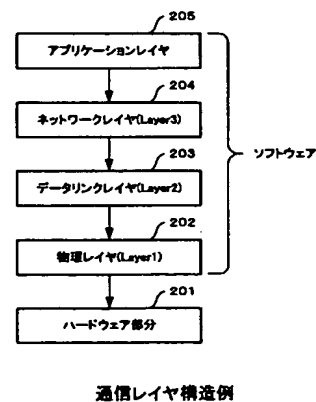 205
アプリケーションレイヤ
204
ネットワークレイヤ(Layer3)
203
データリンクレイヤ(Layer2)
ソフトウェア
202
物理レイヤ(Layer1)
201
ハードウェア部分
通信レイヤ構造例